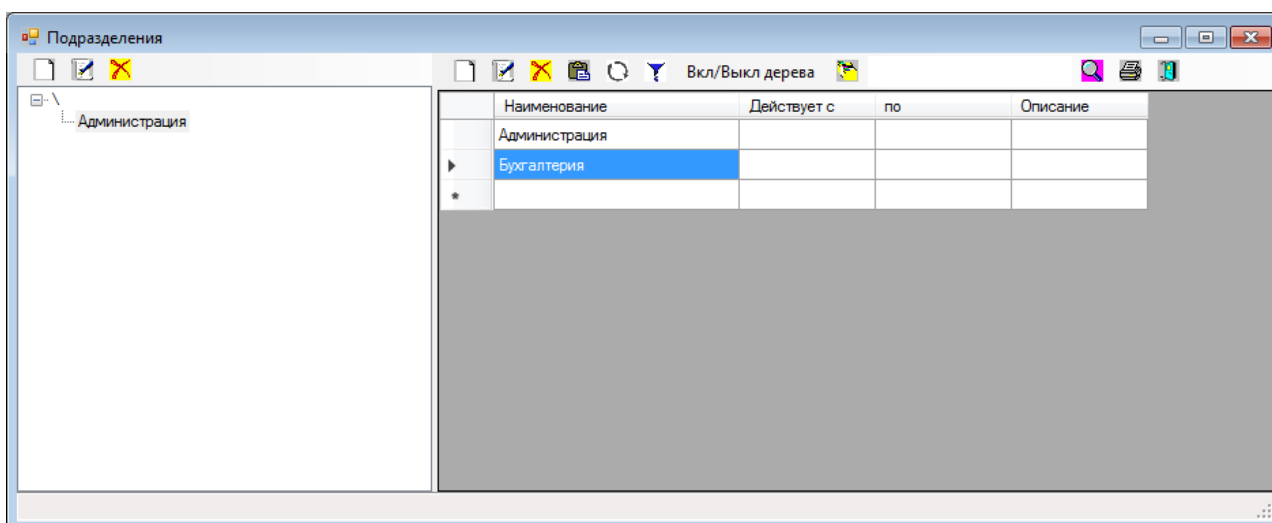 Подразделения
Вкл/Выкл дерева
\
Администрация
Наименование Действует с по Описание
Администрация
Бухгалтерия
*